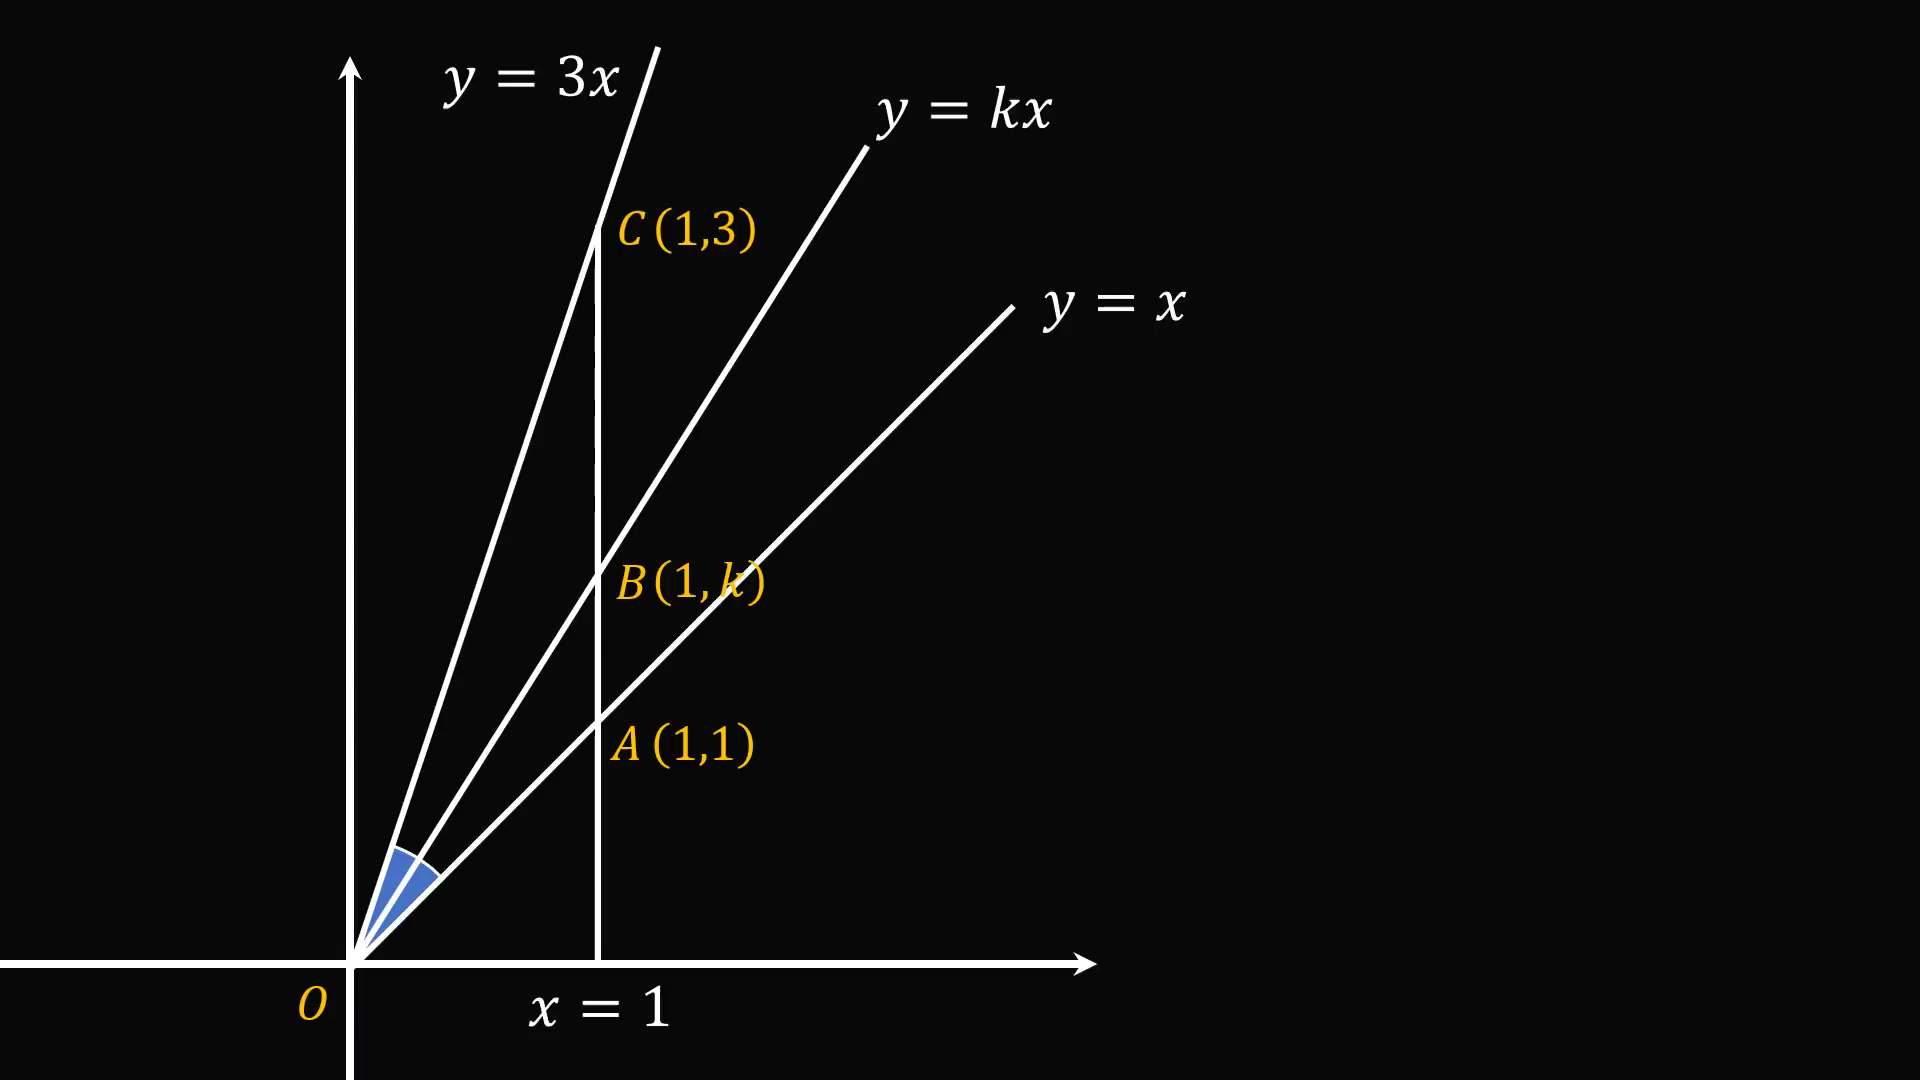 y = 3x
y = kx
C (1,3)
y = x
B (1, k)
A (1,1)
O
x = 1